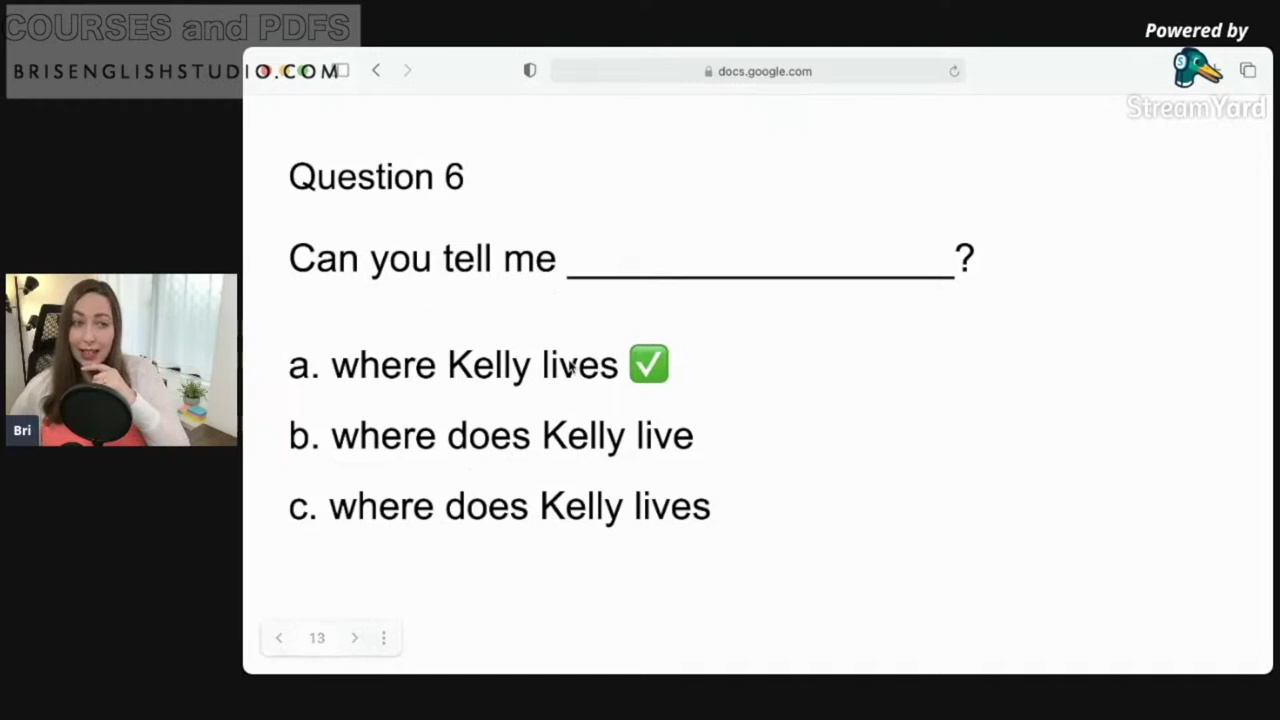 COURSES and PDFS
BRISENGLISHSTUDIO.COM
docs.google.com
Powered by
StreamYard
Question 6
Can you tell me ___________________?
a. where Kelly lives ✅
b. where does Kelly live
c. where does Kelly lives
Bri
13